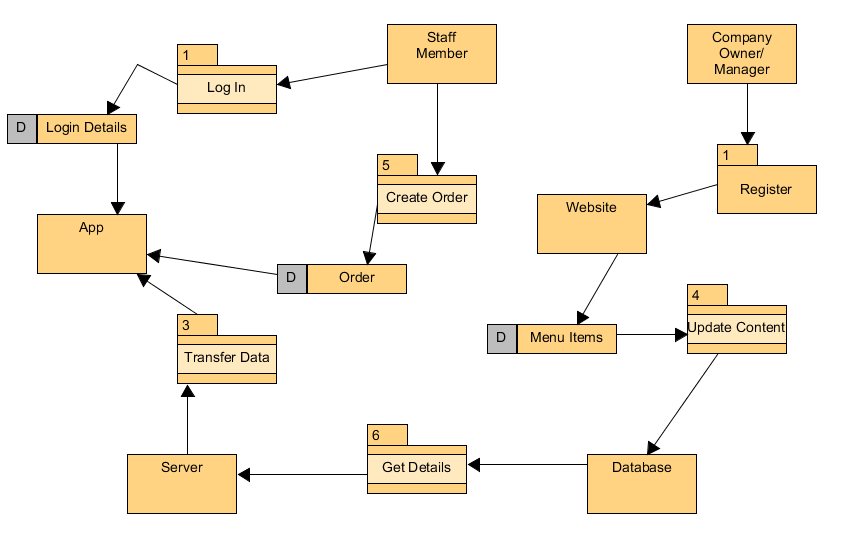 Staff
Member
Company
Owner/
Manager
1
Log In
D
Login Details
5
Create Order
1
Register
Website
App
D
Order
4
Update Content
3
Transfer Data
D
Menu Items
6
Get Details
Server
Database